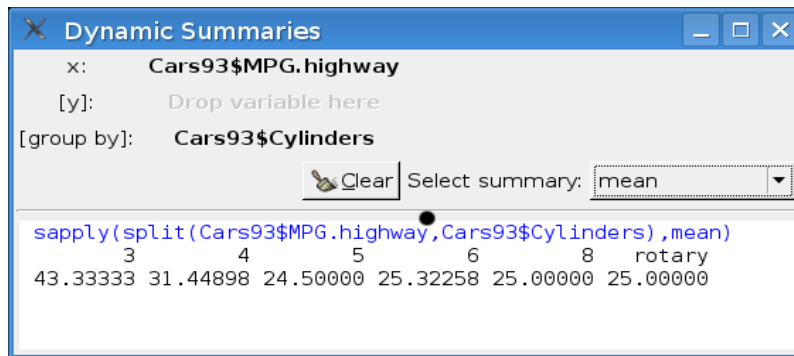 Dynamic Summaries
x: Cars93$MPG.highway
[y]: Drop variable here
[group by]: Cars93$Cylinders
Clear Select summary: mean
sapply(split(Cars93$MPG.highway,Cars93$Cylinders),mean)
3 4 5 6 8 rotary
43.33333 31.44898 24.50000 25.32258 25.00000 25.00000